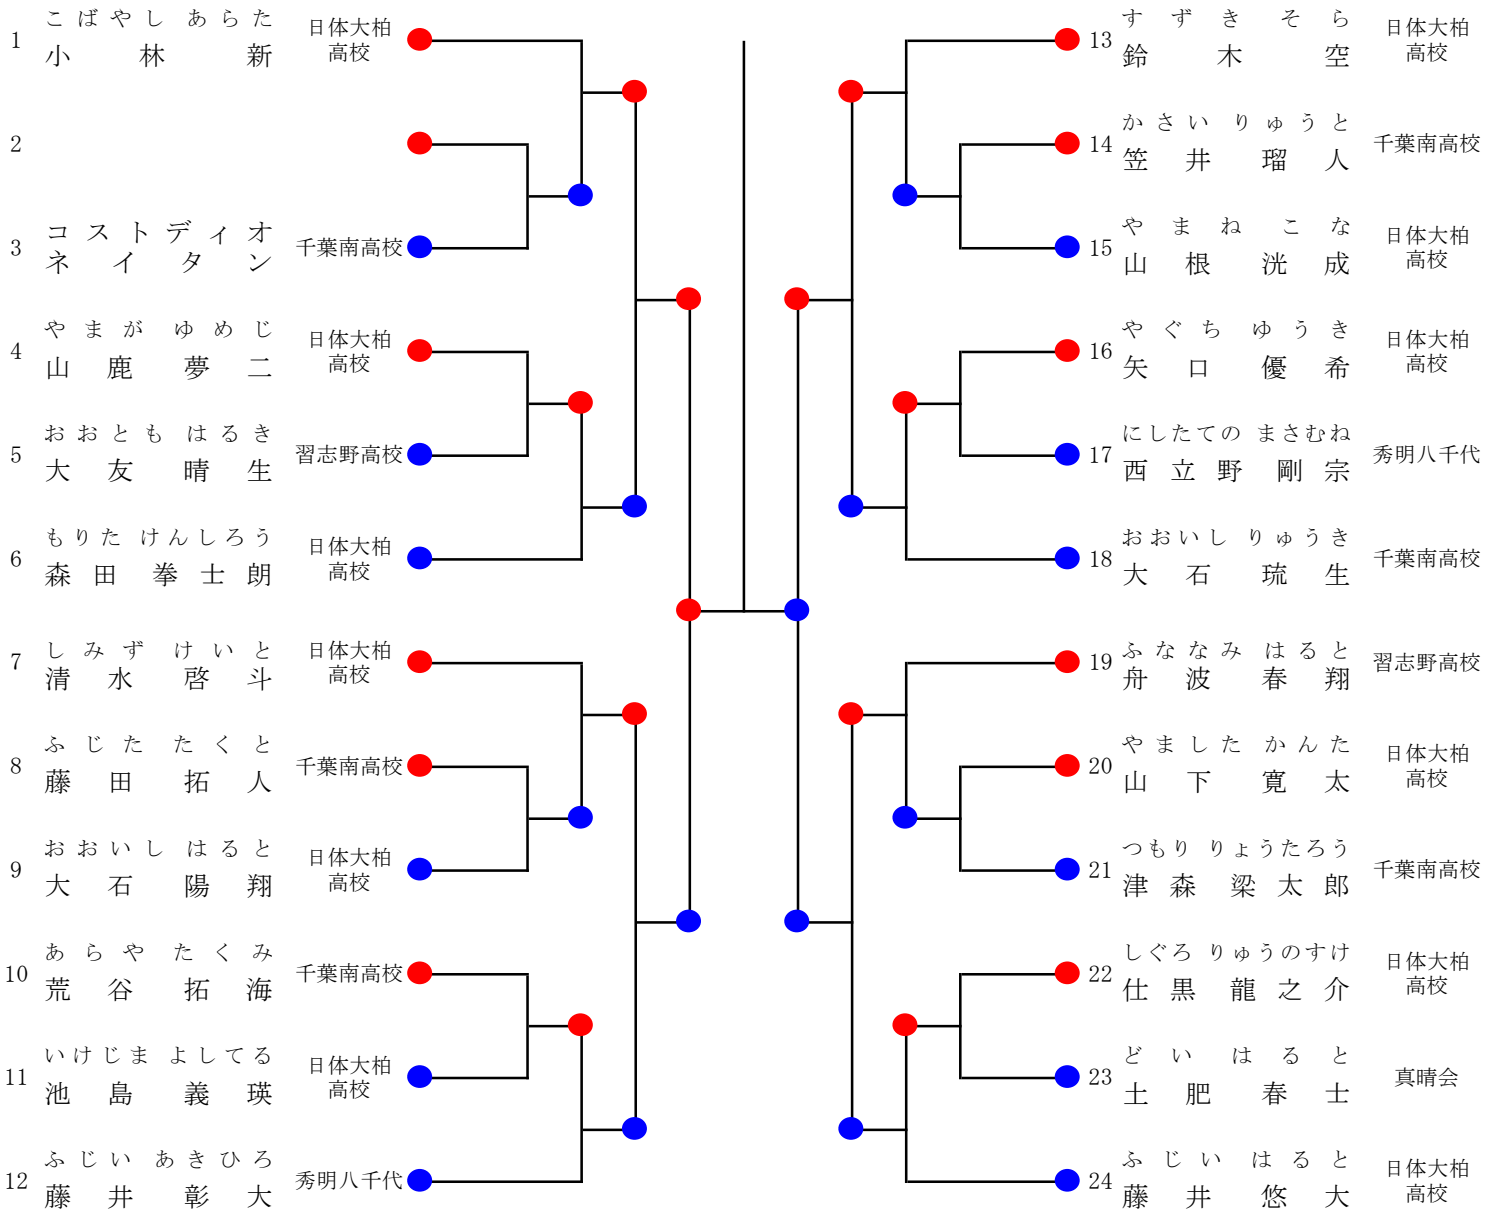 こばやし あらた
1 小林新 日体大柏
高校
2
3 コストディオ
ネイタン 千葉南高校
やまが ゆめじ
4 山鹿夢二 日体大柏
高校
おおとも はるき
5 大友晴生 習志野高校
もりた けんしろう
6 森田拳士朗 日体大柏
高校
しみず けいと
7 清水啓斗 日体大柏
高校
ふじた たくと
8 藤田拓人 千葉南高校
おおいし はると
9 大石陽翔 日体大柏
高校
あらや たくみ
10 荒谷拓海 千葉南高校
いけじま よしてる
11 池島義瑛 日体大柏
高校
ふじい あきひろ
12 藤井彰大 秀明八千代
すずき そら
13 鈴木空 日体大柏
高校
かさい りゅうと
14 笠井瑠人 千葉南高校
やまね こな
15 山根洸成 日体大柏
高校
やぐち ゆうき
16 矢口優希 日体大柏
高校
にしたての まさむね
17 西立野剛宗 秀明八千代
おおいし りゅうき
18 大石琉生 千葉南高校
ふななみ はると
19 舟波春翔 習志野高校
やました かんた
20 山下寛太 日体大柏
高校
つもり りょうたろう
21 津森梁太郎 千葉南高校
しぐろ りゅうのすけ
22 仕黒龍之介 日体大柏
高校
どい はると
23 土肥春士 真晴会
ふじい はると
24 藤井悠大 日体大柏
高校